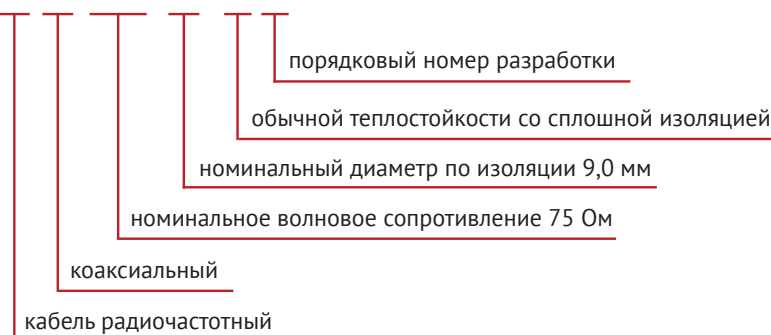 порядковый номер разработки
обычной теплостойкости со сплошной изоляцией
номинальный диаметр по изоляции 9,0 мм
номинальное волновое сопротивление 75 Ом
коаксиальный
кабель радиочастотный